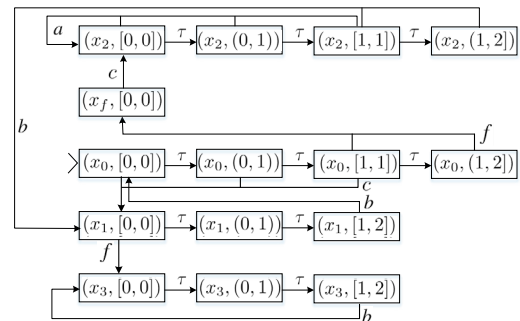 a (x₂, [0, 0]) τ (x₂, (0, 1)) τ (x₂, [1, 1]) τ (x₂, (1, 2])
c
(x_f, [0, 0])
b f
(x₀, [0, 0]) τ (x₀, (0, 1)) τ (x₀, [1, 1]) τ (x₀, (1, 2])
c
b
(x₁, [0, 0]) τ (x₁, (0, 1)) τ (x₁, [1, 2])
f
(x₃, [0, 0]) τ (x₃, (0, 1)) τ (x₃, [1, 2])
b